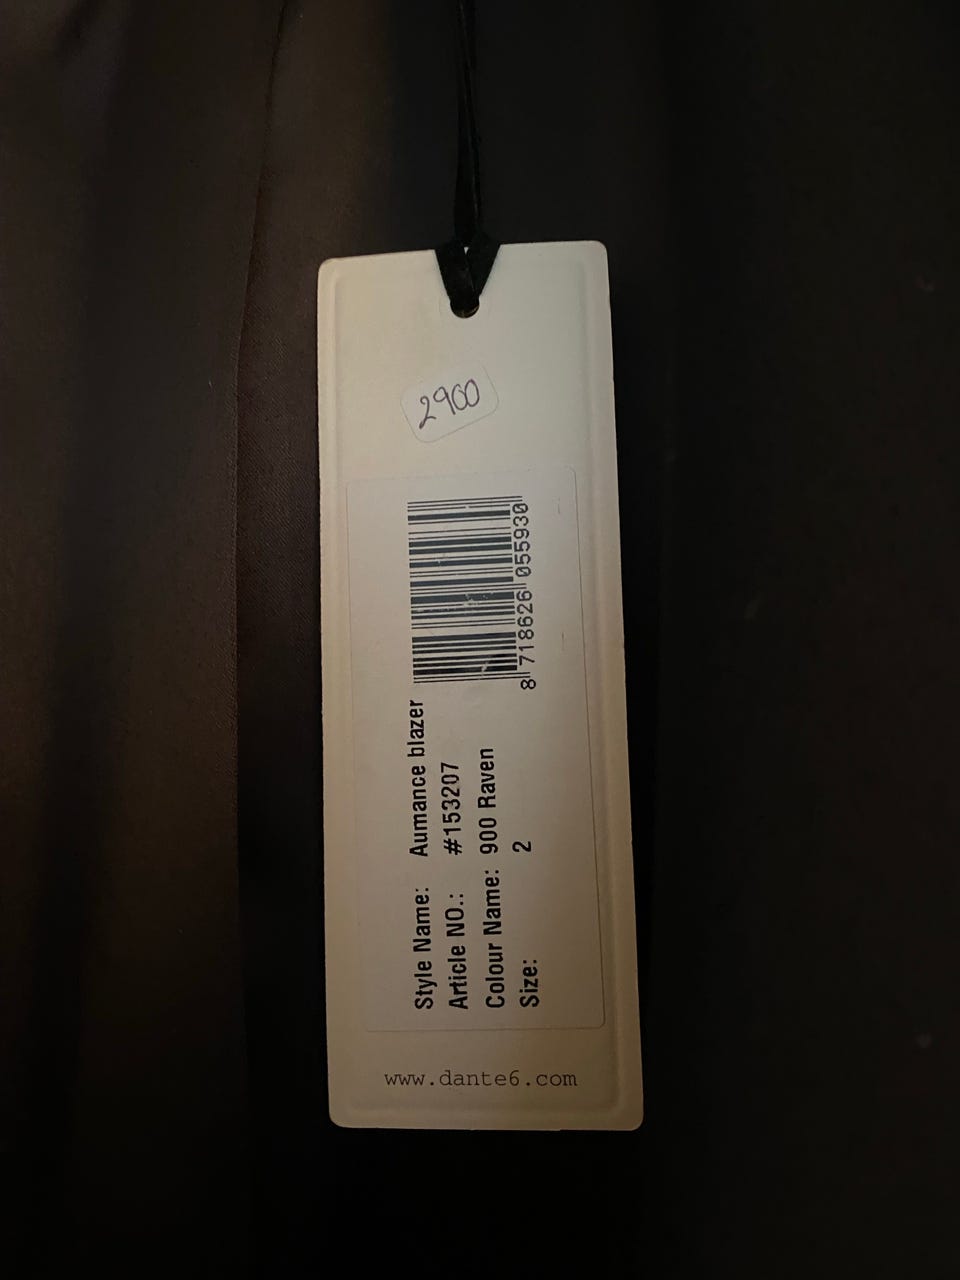 2900
8 718626 055930
Style Name: Aumance blazer
Article NO.: #153207
Colour Name: 900 Raven
Size: 2
www.dante6.com